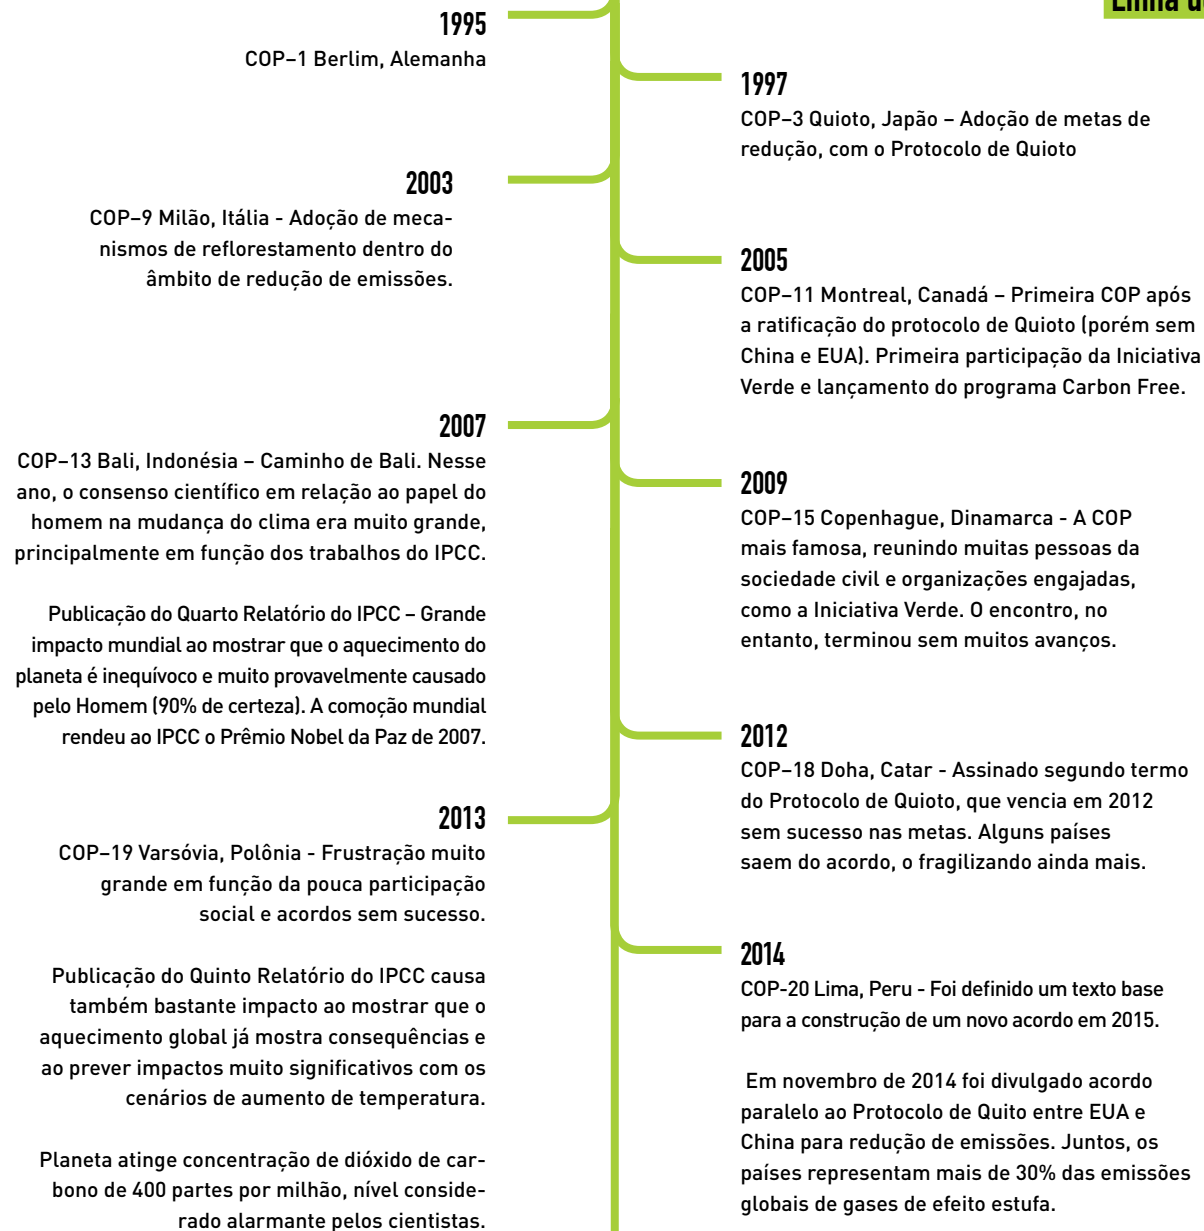 Linha d
1995
COP–1 Berlim, Alemanha
1997
COP–3 Quioto, Japão – Adoção de metas de
redução, com o Protocolo de Quioto
2003
COP–9 Milão, Itália - Adoção de meca-
nismos de reflorestamento dentro do
âmbito de redução de emissões.
2005
COP–11 Montreal, Canadá – Primeira COP após
a ratificação do protocolo de Quioto (porém sem
China e EUA). Primeira participação da Iniciativa
Verde e lançamento do programa Carbon Free.
2007
COP–13 Bali, Indonésia – Caminho de Bali. Nesse
ano, o consenso científico em relação ao papel do
homem na mudança do clima era muito grande,
principalmente em função dos trabalhos do IPCC.
Publicação do Quarto Relatório do IPCC – Grande
impacto mundial ao mostrar que o aquecimento do
planeta é inequívoco e muito provavelmente causado
pelo Homem (90% de certeza). A comoção mundial
rendeu ao IPCC o Prêmio Nobel da Paz de 2007.
2009
COP–15 Copenhague, Dinamarca - A COP
mais famosa, reunindo muitas pessoas da
sociedade civil e organizações engajadas,
como a Iniciativa Verde. O encontro, no
entanto, terminou sem muitos avanços.
2012
COP–18 Doha, Catar - Assinado segundo termo
do Protocolo de Quioto, que vencia em 2012
sem sucesso nas metas. Alguns países
saem do acordo, o fragilizando ainda mais.
2013
COP–19 Varsóvia, Polônia - Frustração muito
grande em função da pouca participação
social e acordos sem sucesso.
Publicação do Quinto Relatório do IPCC causa
também bastante impacto ao mostrar que o
aquecimento global já mostra consequências e
ao prever impactos muito significativos com os
cenários de aumento de temperatura.
Planeta atinge concentração de dióxido de car-
bono de 400 partes por milhão, nível conside-
rado alarmante pelos cientistas.
2014
COP-20 Lima, Peru - Foi definido um texto base
para a construção de um novo acordo em 2015.
Em novembro de 2014 foi divulgado acordo
paralelo ao Protocolo de Quito entre EUA e
China para redução de emissões. Juntos, os
países representam mais de 30% das emissões
globais de gases de efeito estufa.